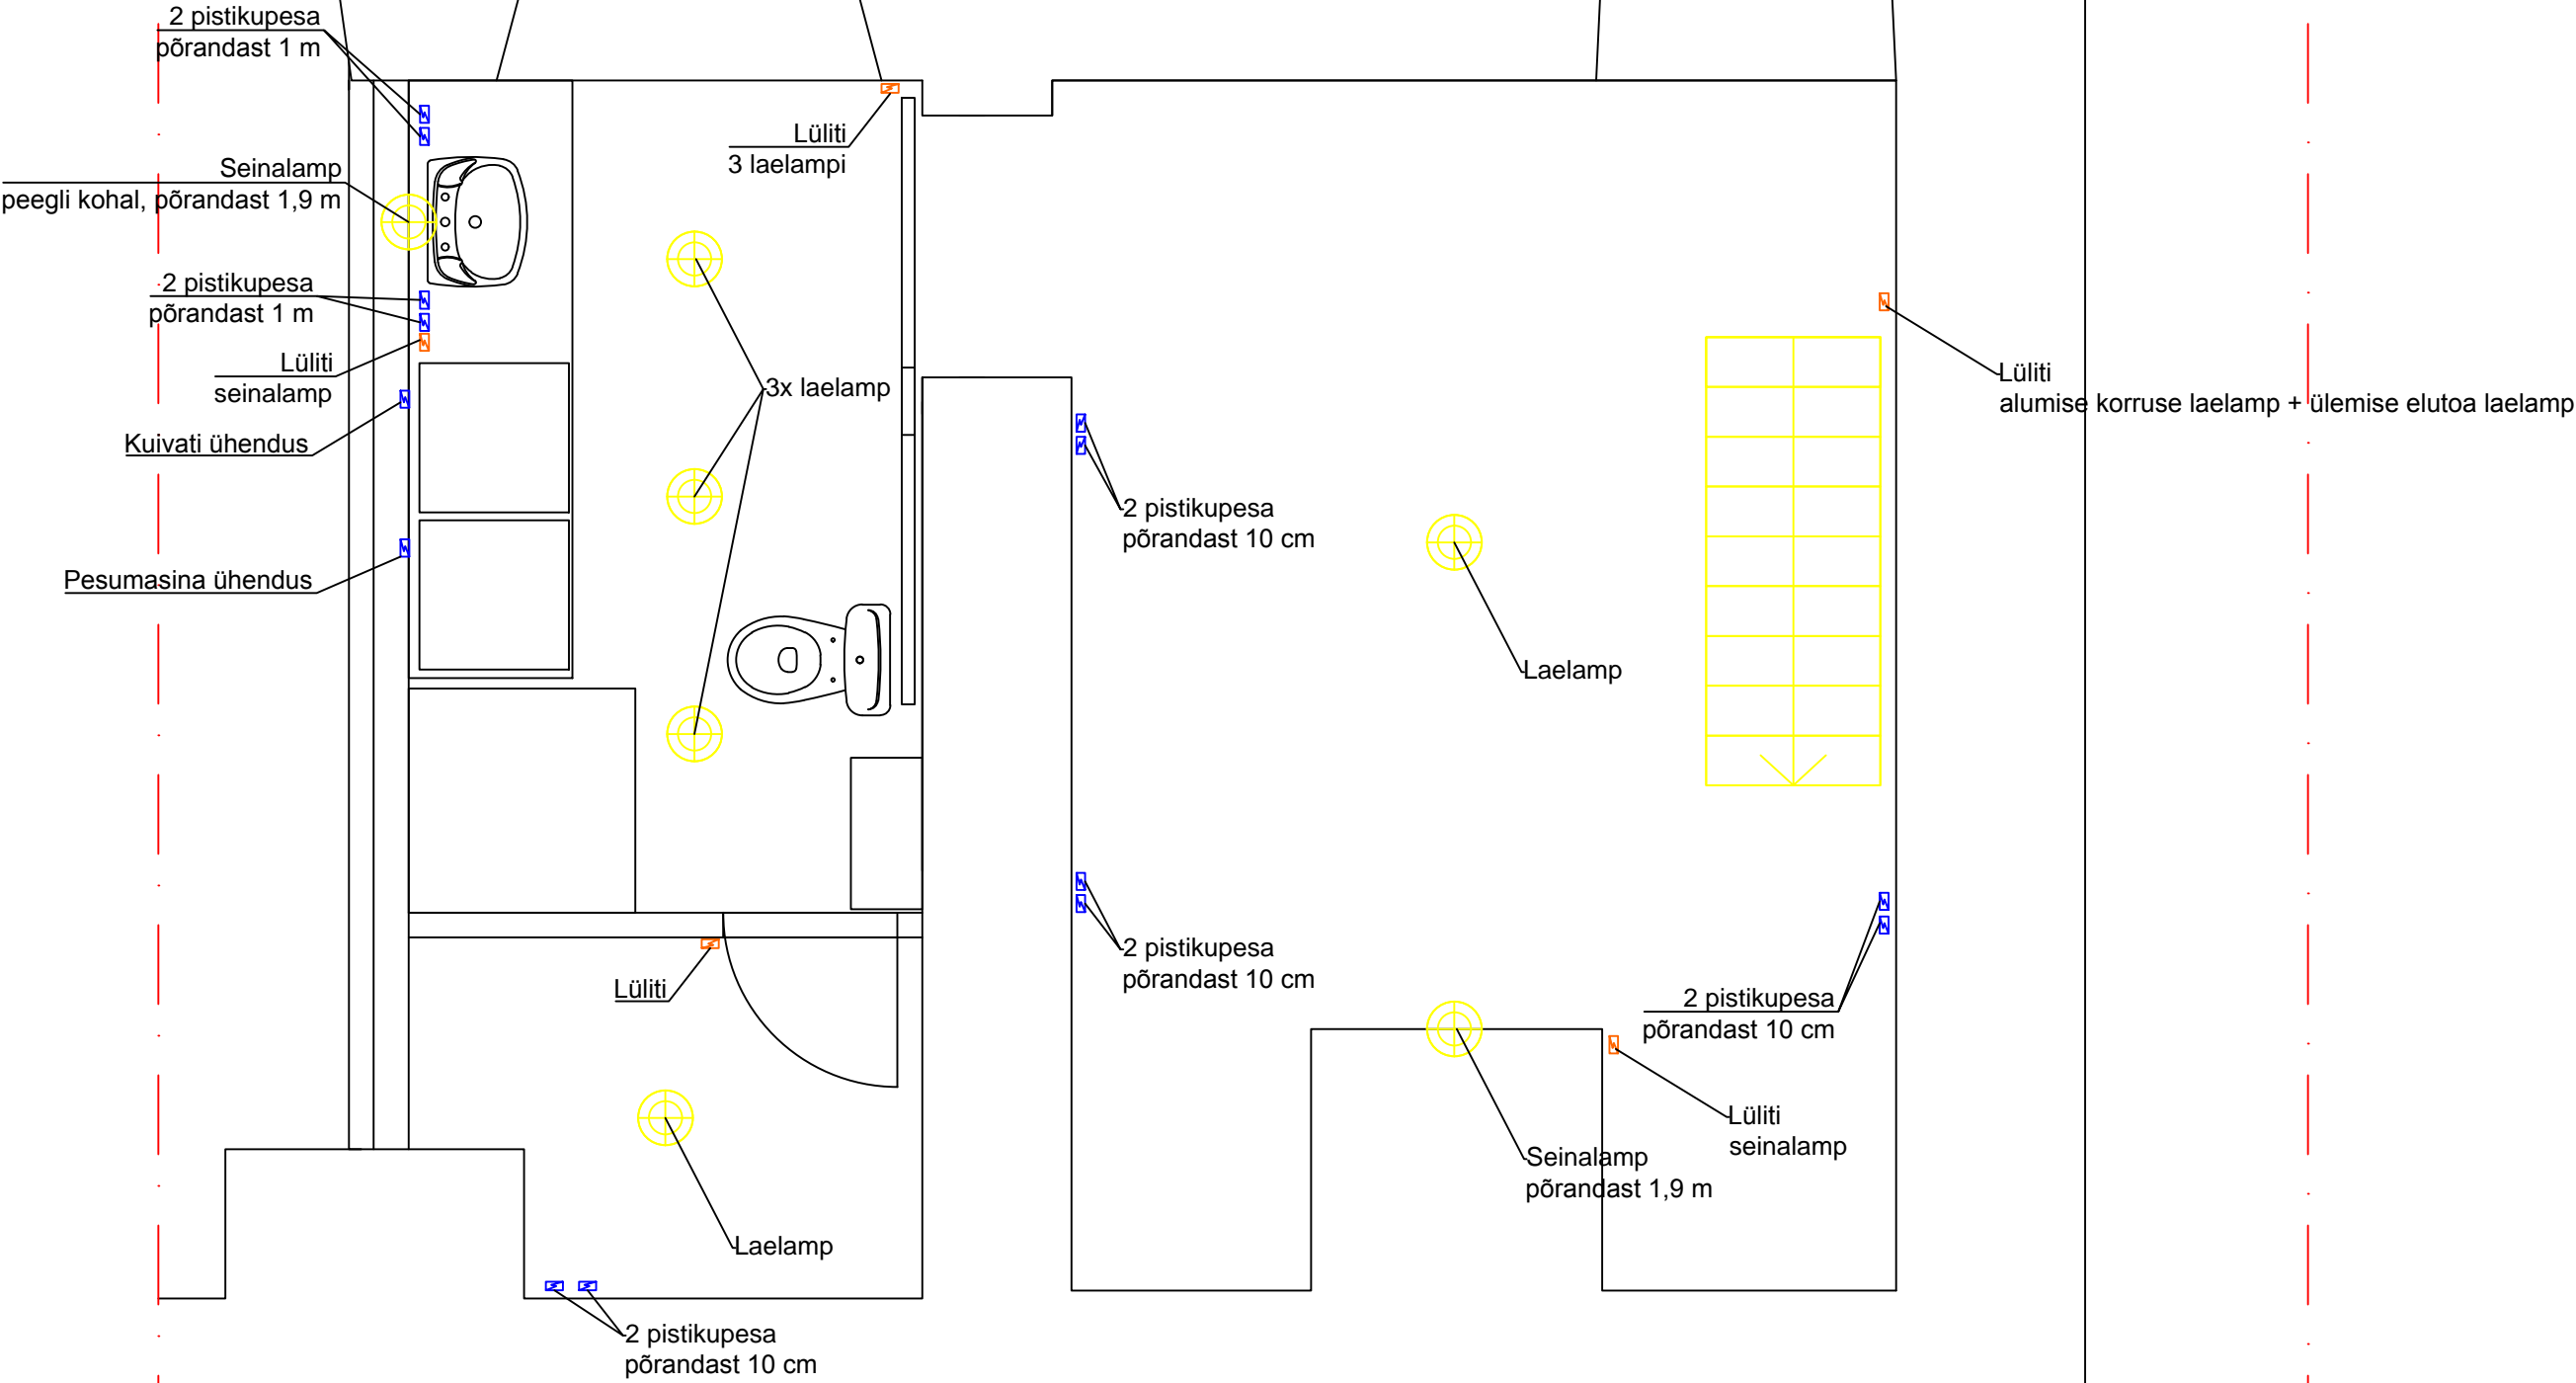 2 pistikupesa
põrandast 1 m
Lüliti
3 laelampi
Seinalamp
peegli kohal, põrandast 1,9 m
2 pistikupesa
põrandast 1 m
Lüliti
seinalamp
3x laelamp
Lüliti
alumise korruse laelamp + ülemise elutoa laelamp
Kuivati ühendus
2 pistikupesa
põrandast 10 cm
Pesumasina ühendus
Laelamp
2 pistikupesa
põrandast 10 cm
Lüliti
2 pistikupesa
põrandast 10 cm
Lüliti
seinalamp
Seinalamp
põrandast 1,9 m
Laelamp
2 pistikupesa
põrandast 10 cm